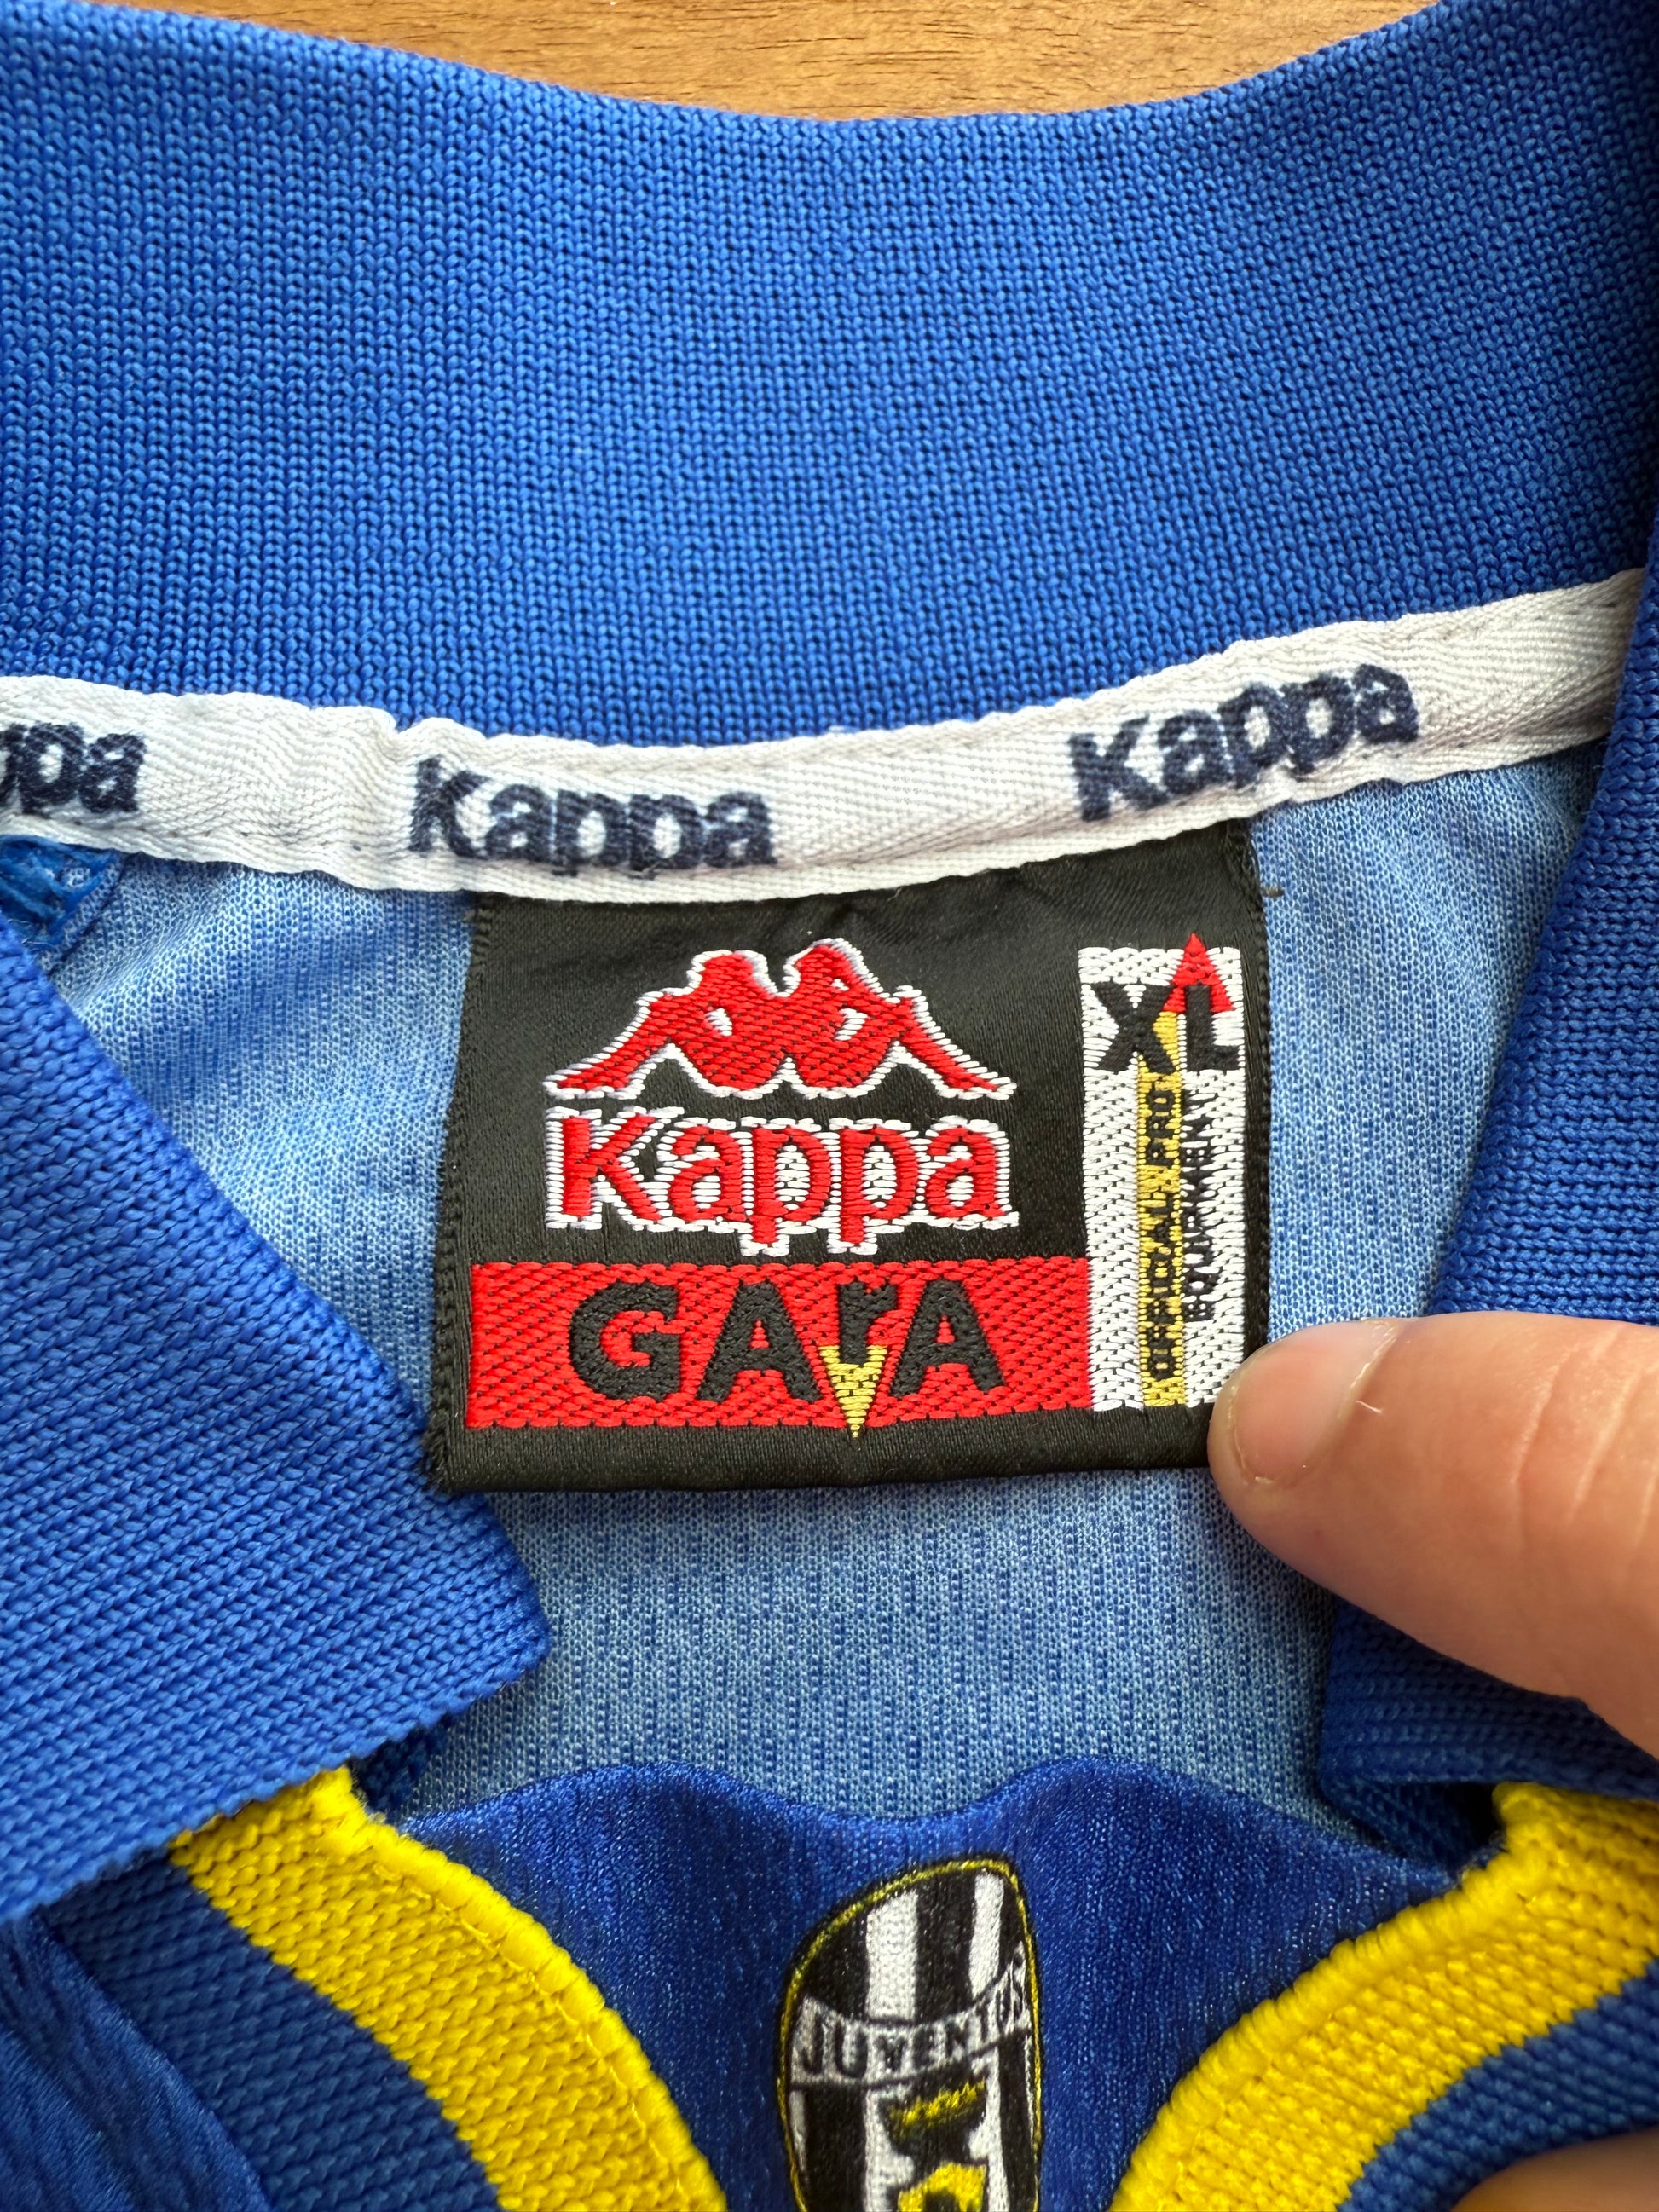 ppa Kappa Kappa
Kappa
GArA
XL
OFFICIAL PRO
EQUIPMENT
JUVENTUS